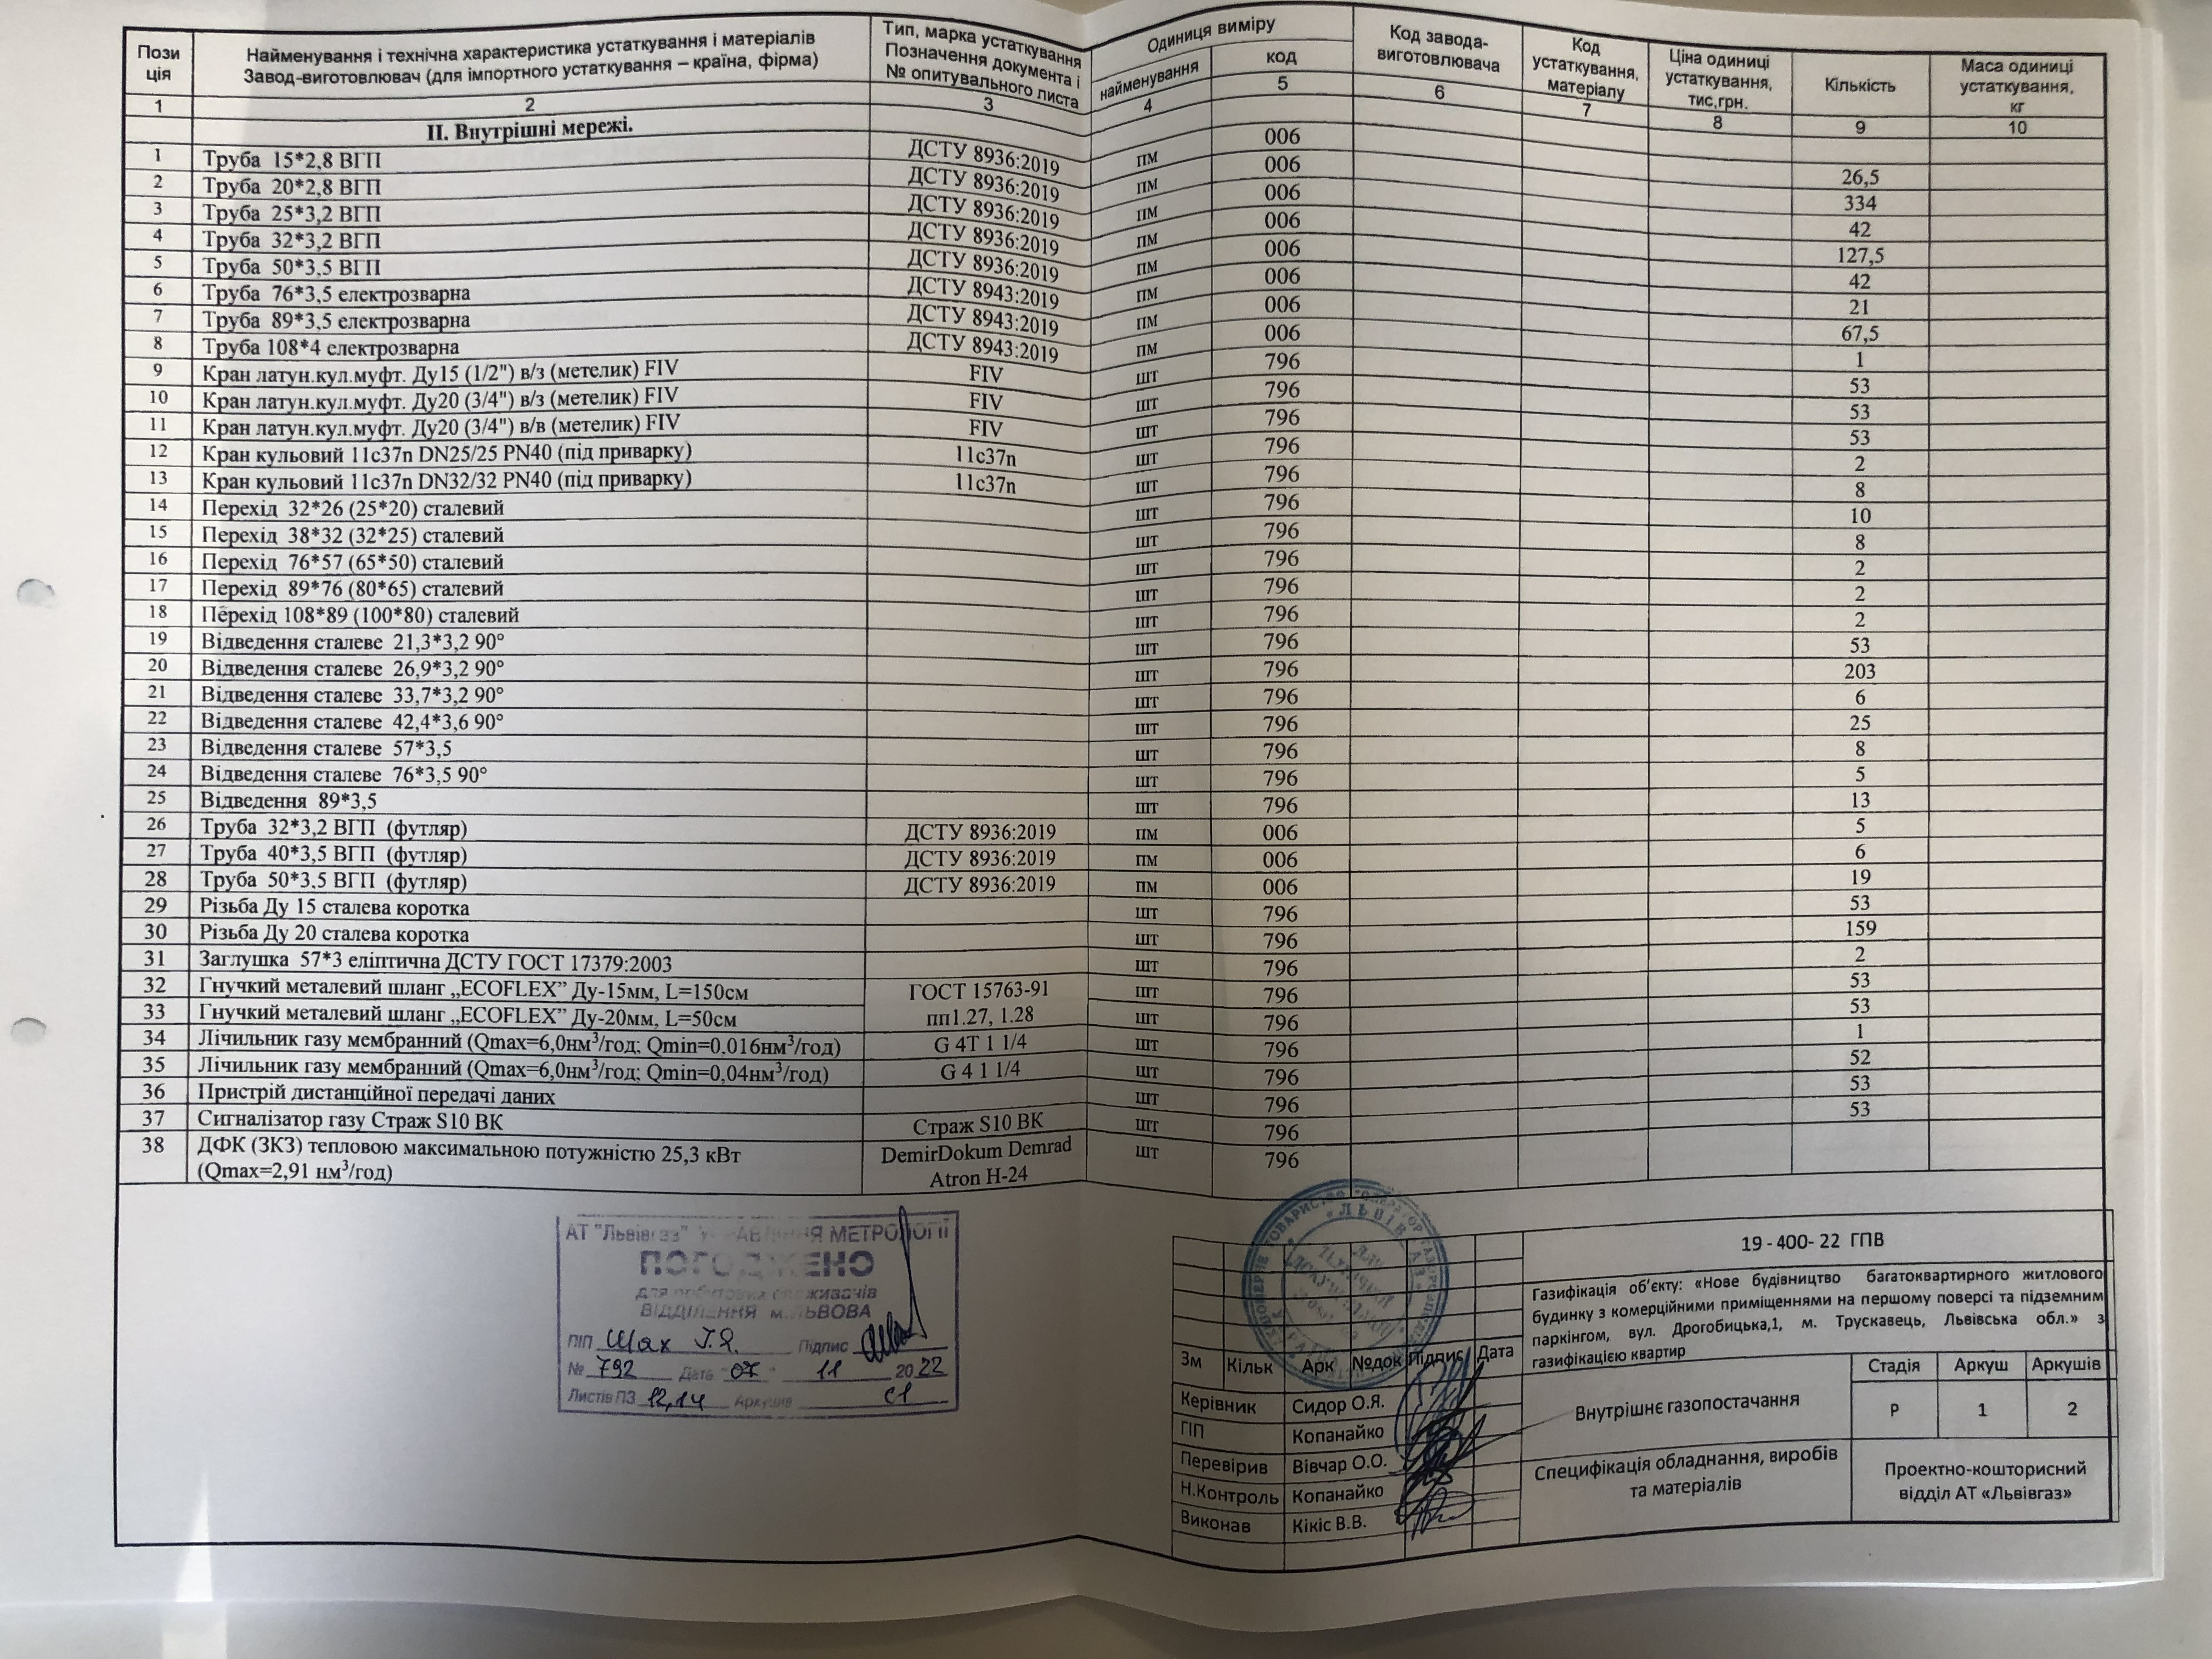 Позиція | Найменування і технічна характеристика устаткування і матеріалів Завод-виготовлювач (для імпортного устаткування – країна, фірма) | Тип, марка устаткування Позначення документа і № опитувального листа | Одиниця виміру найменування | Одиниця виміру код | Код завода-виготовлювача | Код устаткування, матеріалу | Ціна одиниці устаткування, тис.грн. | Кількість | Маса одиниці устаткування, кг
1 | 2 | 3 | 4 | 5 | 6 | 7 | 8 | 9 | 10
II. Внутрішні мережі.
1 | Труба 15*2,8 ВГП | ДСТУ 8936:2019 | пм | 006 | 26,5
2 | Труба 20*2,8 ВГП | ДСТУ 8936:2019 | пм | 006 | 334
3 | Труба 25*3,2 ВГП | ДСТУ 8936:2019 | пм | 006 | 42
4 | Труба 32*3,2 ВГП | ДСТУ 8936:2019 | пм | 006 | 127,5
5 | Труба 50*3,5 ВГП | ДСТУ 8936:2019 | пм | 006 | 42
6 | Труба 76*3,5 електрозварна | ДСТУ 8943:2019 | пм | 006 | 21
7 | Труба 89*3,5 електрозварна | ДСТУ 8943:2019 | пм | 006 | 67,5
8 | Труба 108*4 електрозварна | ДСТУ 8943:2019 | пм | 006 | 1
9 | Кран латун.кул.муфт. Ду15 (1/2") в/з (метелик) FIV | FIV | шт | 796 | 53
10 | Кран латун.кул.муфт. Ду20 (3/4") в/з (метелик) FIV | FIV | шт | 796 | 53
11 | Кран латун.кул.муфт. Ду20 (3/4") в/в (метелик) FIV | FIV | шт | 796 | 53
12 | Кран кульовий 11с37п DN25/25 PN40 (під приварку) | 11с37п | шт | 796 | 2
13 | Кран кульовий 11с37п DN32/32 PN40 (під приварку) | 11с37п | шт | 796 | 8
14 | Перехід 32*26 (25*20) сталевий | шт | 796 | 10
15 | Перехід 38*32 (32*25) сталевий | шт | 796 | 8
16 | Перехід 76*57 (65*50) сталевий | шт | 796 | 2
17 | Перехід 89*76 (80*65) сталевий | шт | 796 | 2
18 | Перехід 108*89 (100*80) сталевий | шт | 796 | 2
19 | Відведення сталеве 21,3*3,2 90° | шт | 796 | 53
20 | Відведення сталеве 26,9*3,2 90° | шт | 796 | 203
21 | Відведення сталеве 33,7*3,2 90° | шт | 796 | 6
22 | Відведення сталеве 42,4*3,6 90° | шт | 796 | 25
23 | Відведення сталеве 57*3,5 | шт | 796 | 8
24 | Відведення сталеве 76*3,5 90° | шт | 796 | 5
25 | Відведення 89*3,5 | шт | 796 | 13
26 | Труба 32*3,2 ВГП (футляр) | ДСТУ 8936:2019 | пм | 006 | 5
27 | Труба 40*3,5 ВГП (футляр) | ДСТУ 8936:2019 | пм | 006 | 6
28 | Труба 50*3,5 ВГП (футляр) | ДСТУ 8936:2019 | пм | 006 | 19
29 | Різьба Ду 15 сталева коротка | шт | 796 | 53
30 | Різьба Ду 20 сталева коротка | шт | 796 | 159
31 | Заглушка 57*3 еліптична ДСТУ ГОСТ 17379:2003 | шт | 796 | 2
32 | Гнучкий металевий шланг „ECOFLEX” Ду-15мм, L=150см | ГОСТ 15763-91 | шт | 796 | 53
33 | Гнучкий металевий шланг „ECOFLEX” Ду-20мм, L=50см | пп1.27, 1.28 | шт | 796 | 53
34 | Лічильник газу мембранний (Qmax=6,0нм³/год; Qmin=0.016нм³/год) | G 4T 1 1/4 | шт | 796 | 1
35 | Лічильник газу мембранний (Qmax=6,0нм³/год; Qmin=0,04нм³/год) | G 4 1 1/4 | шт | 796 | 52
36 | Пристрій дистанційної передачі даних | шт | 796 | 53
37 | Сигналізатор газу Страж S10 ВК | Страж S10 ВК | шт | 796 | 53
38 | ДФК (ЗКЗ) тепловою максимальною потужністю 25,3 кВт | DemirDokum Demrad | шт | 796
(Qmax=2,91 нм³/год) | Atron H-24
АТ "Львівгаз" УПРАВЛІННЯ МЕТРОЛОГІЇ
ПОГОДЖЕНО
для побутових споживачів
ВІДДІЛЕННЯ м.ЛЬВОВА
ПІП Шах Підпис
№ 792 Дата "07" 11 2022
Листів ПЗ 12,14 Аркушів С1
19 - 400- 22 ГПВ
Газифікація об’єкту: «Нове будівництво багатоквартирного житлового
будинку з комерційними приміщеннями на першому поверсі та підземним
паркінгом, вул. Дрогобицька,1, м. Трускавець, Львівська обл.» з
газифікацією квартир
Зм | Кільк | Арк | №док | Підпис | Дата
Керівник | Сидор О.Я.
ГІП | Копанайко
Перевірив | Вівчар О.О.
Н.Контроль | Копанайко
Виконав | Кікіс В.В.
Внутрішнє газопостачання
Стадія | Аркуш | Аркушів
Р | 1 | 2
Специфікація обладнання, виробів
та матеріалів
Проектно-кошторисний
відділ АТ «Львівгаз»